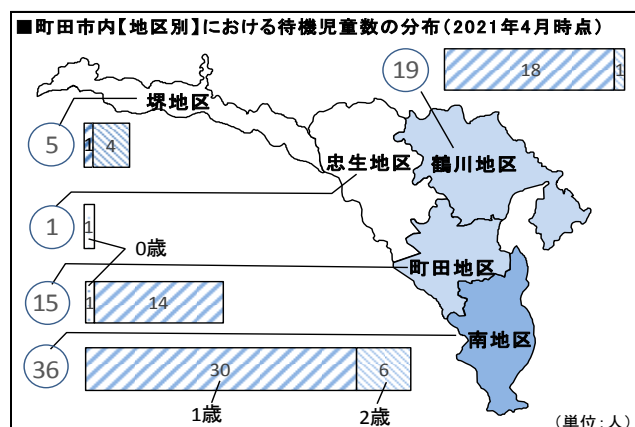 ■町田市内【地区別】における待機児童数の分布(2021年4月時点)
19
18
1
堺地区
5
1
4
忠生地区
鶴川地区
1
1
0歳
町田地区
15
1
14
36
南地区
30
6
1歳
2歳
(単位:人)